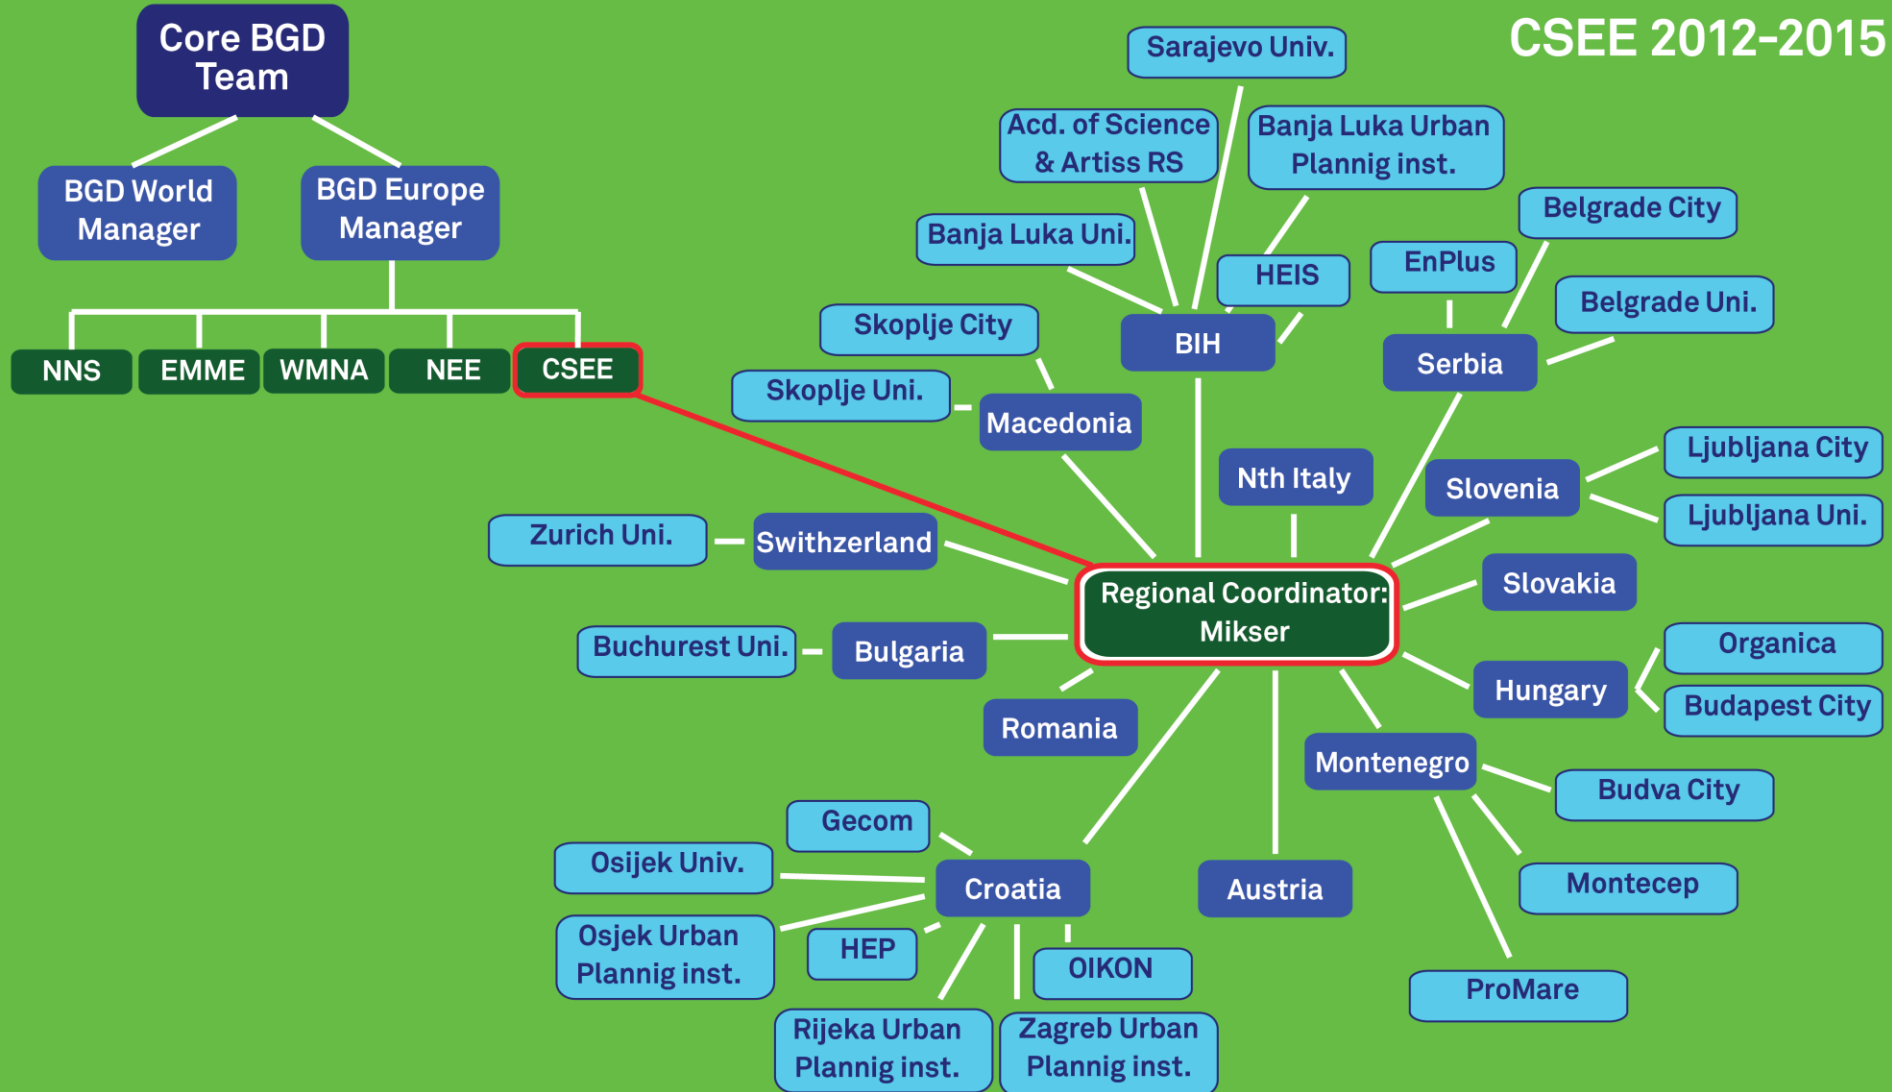 Core BGD
Team
CSEE 2012-2015
BGD World
Manager
BGD Europe
Manager
NNS
EMME
WMNA
NEE
CSEE
Sarajevo Univ.
Acd. of Science
& Artiss RS
Banja Luka Urban
Plannig inst.
Banja Luka Uni.
HEIS
BIH
Belgrade City
EnPlus
Belgrade Uni.
Serbia
Skoplje City
Skoplje Uni.
Macedonia
Nth Italy
Slovenia
Ljubljana City
Ljubljana Uni.
Zurich Uni.
Swithzerland
Slovakia
Regional Coordinator:
Mikser
Buchurest Uni.
Bulgaria
Romania
Hungary
Organica
Budapest City
Montenegro
Budva City
Montecep
ProMare
Austria
Croatia
Gecom
Osijek Univ.
Osjek Urban
Plannig inst.
HEP
OIKON
Rijeka Urban
Plannig inst.
Zagreb Urban
Plannig inst.